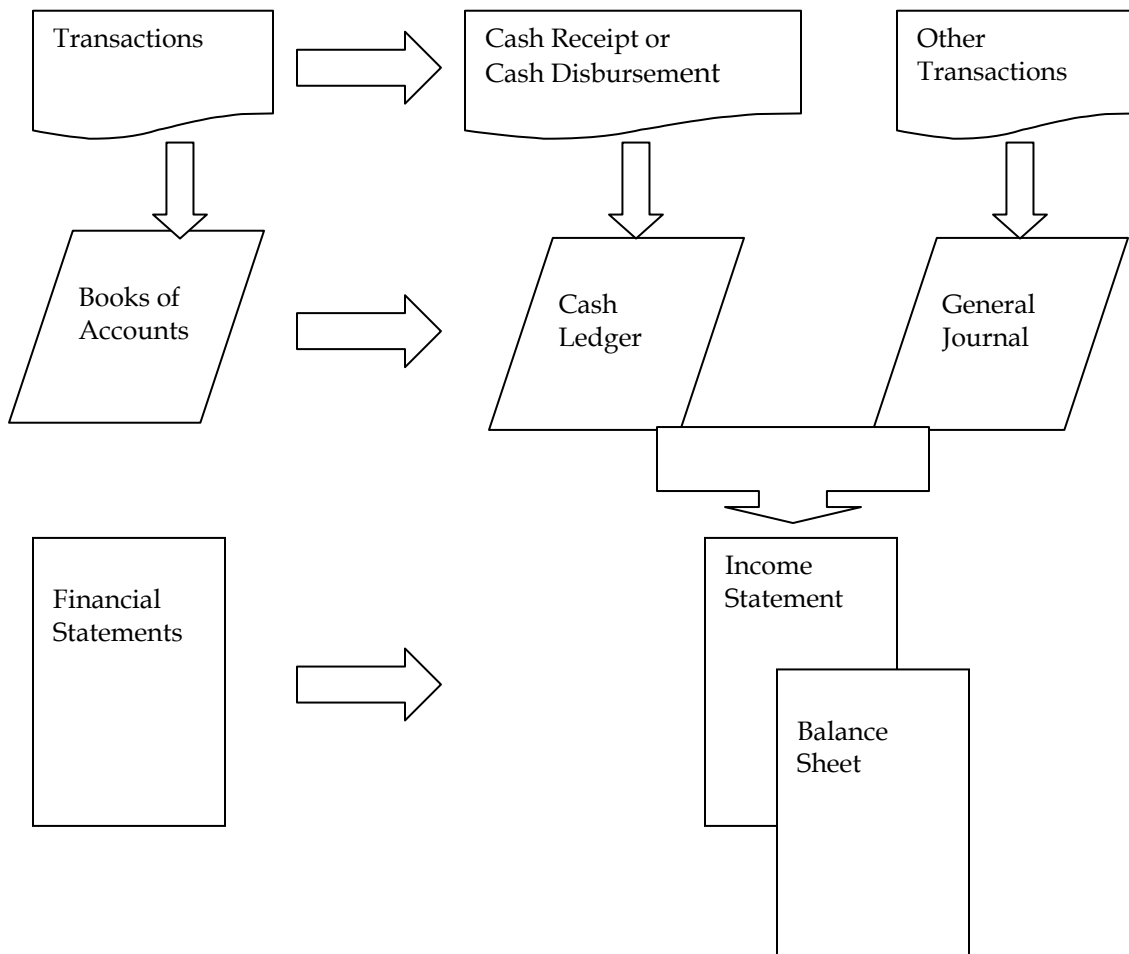 Transactions
Cash Receipt or
Cash Disbursement
Other
Transactions
Books of
Accounts
Cash
Ledger
General
Journal
Financial
Statements
Income
Statement
Balance
Sheet